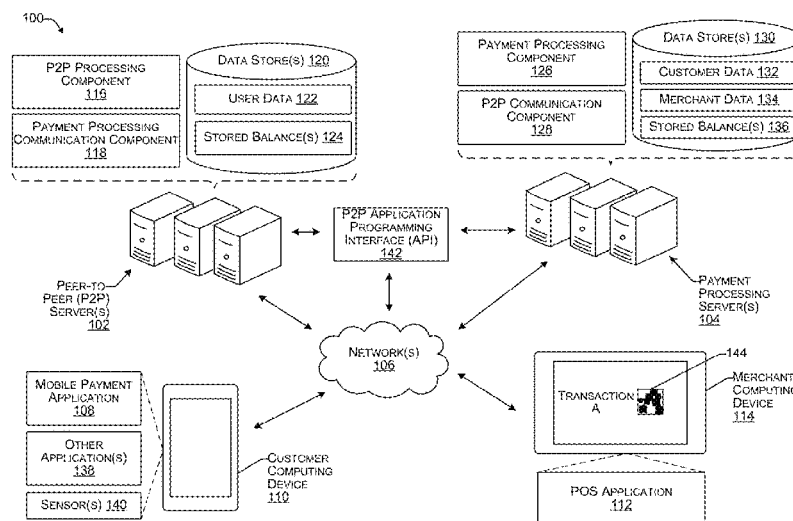 100
P2P PROCESSING
COMPONENT
116
PAYMENT PROCESSING
COMMUNICATION COMPONENT
118
DATA STORE(S) 120
USER DATA 122
STORED BALANCE(S) 124
PAYMENT PROCESSING
COMPONENT
126
P2P COMMUNICATION
COMPONENT
128
DATA STORE(S) 130
CUSTOMER DATA 132
MERCHANT DATA 134
STORED BALANCE(S) 136
P2P APPLICATION
PROGRAMMING
INTERFACE (API)
142
PEER-TO
PEER (P2P)
SERVER(S)
102
PAYMENT
PROCESSING
SERVER(S)
104
NETWORK(S)
106
MOBILE PAYMENT
APPLICATION
108
OTHER
APPLICATION(S)
138
SENSOR(S) 140
CUSTOMER
COMPUTING
DEVICE
110
TRANSACTION
A
144
MERCHANT
COMPUTING
DEVICE
114
POS APPLICATION
112